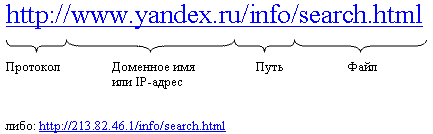 http://www.yandex.ru/info/search.html
Протокол Доменное имя Путь Файл
или IP-адрес
либо: http://213.82.46.1/info/search.html